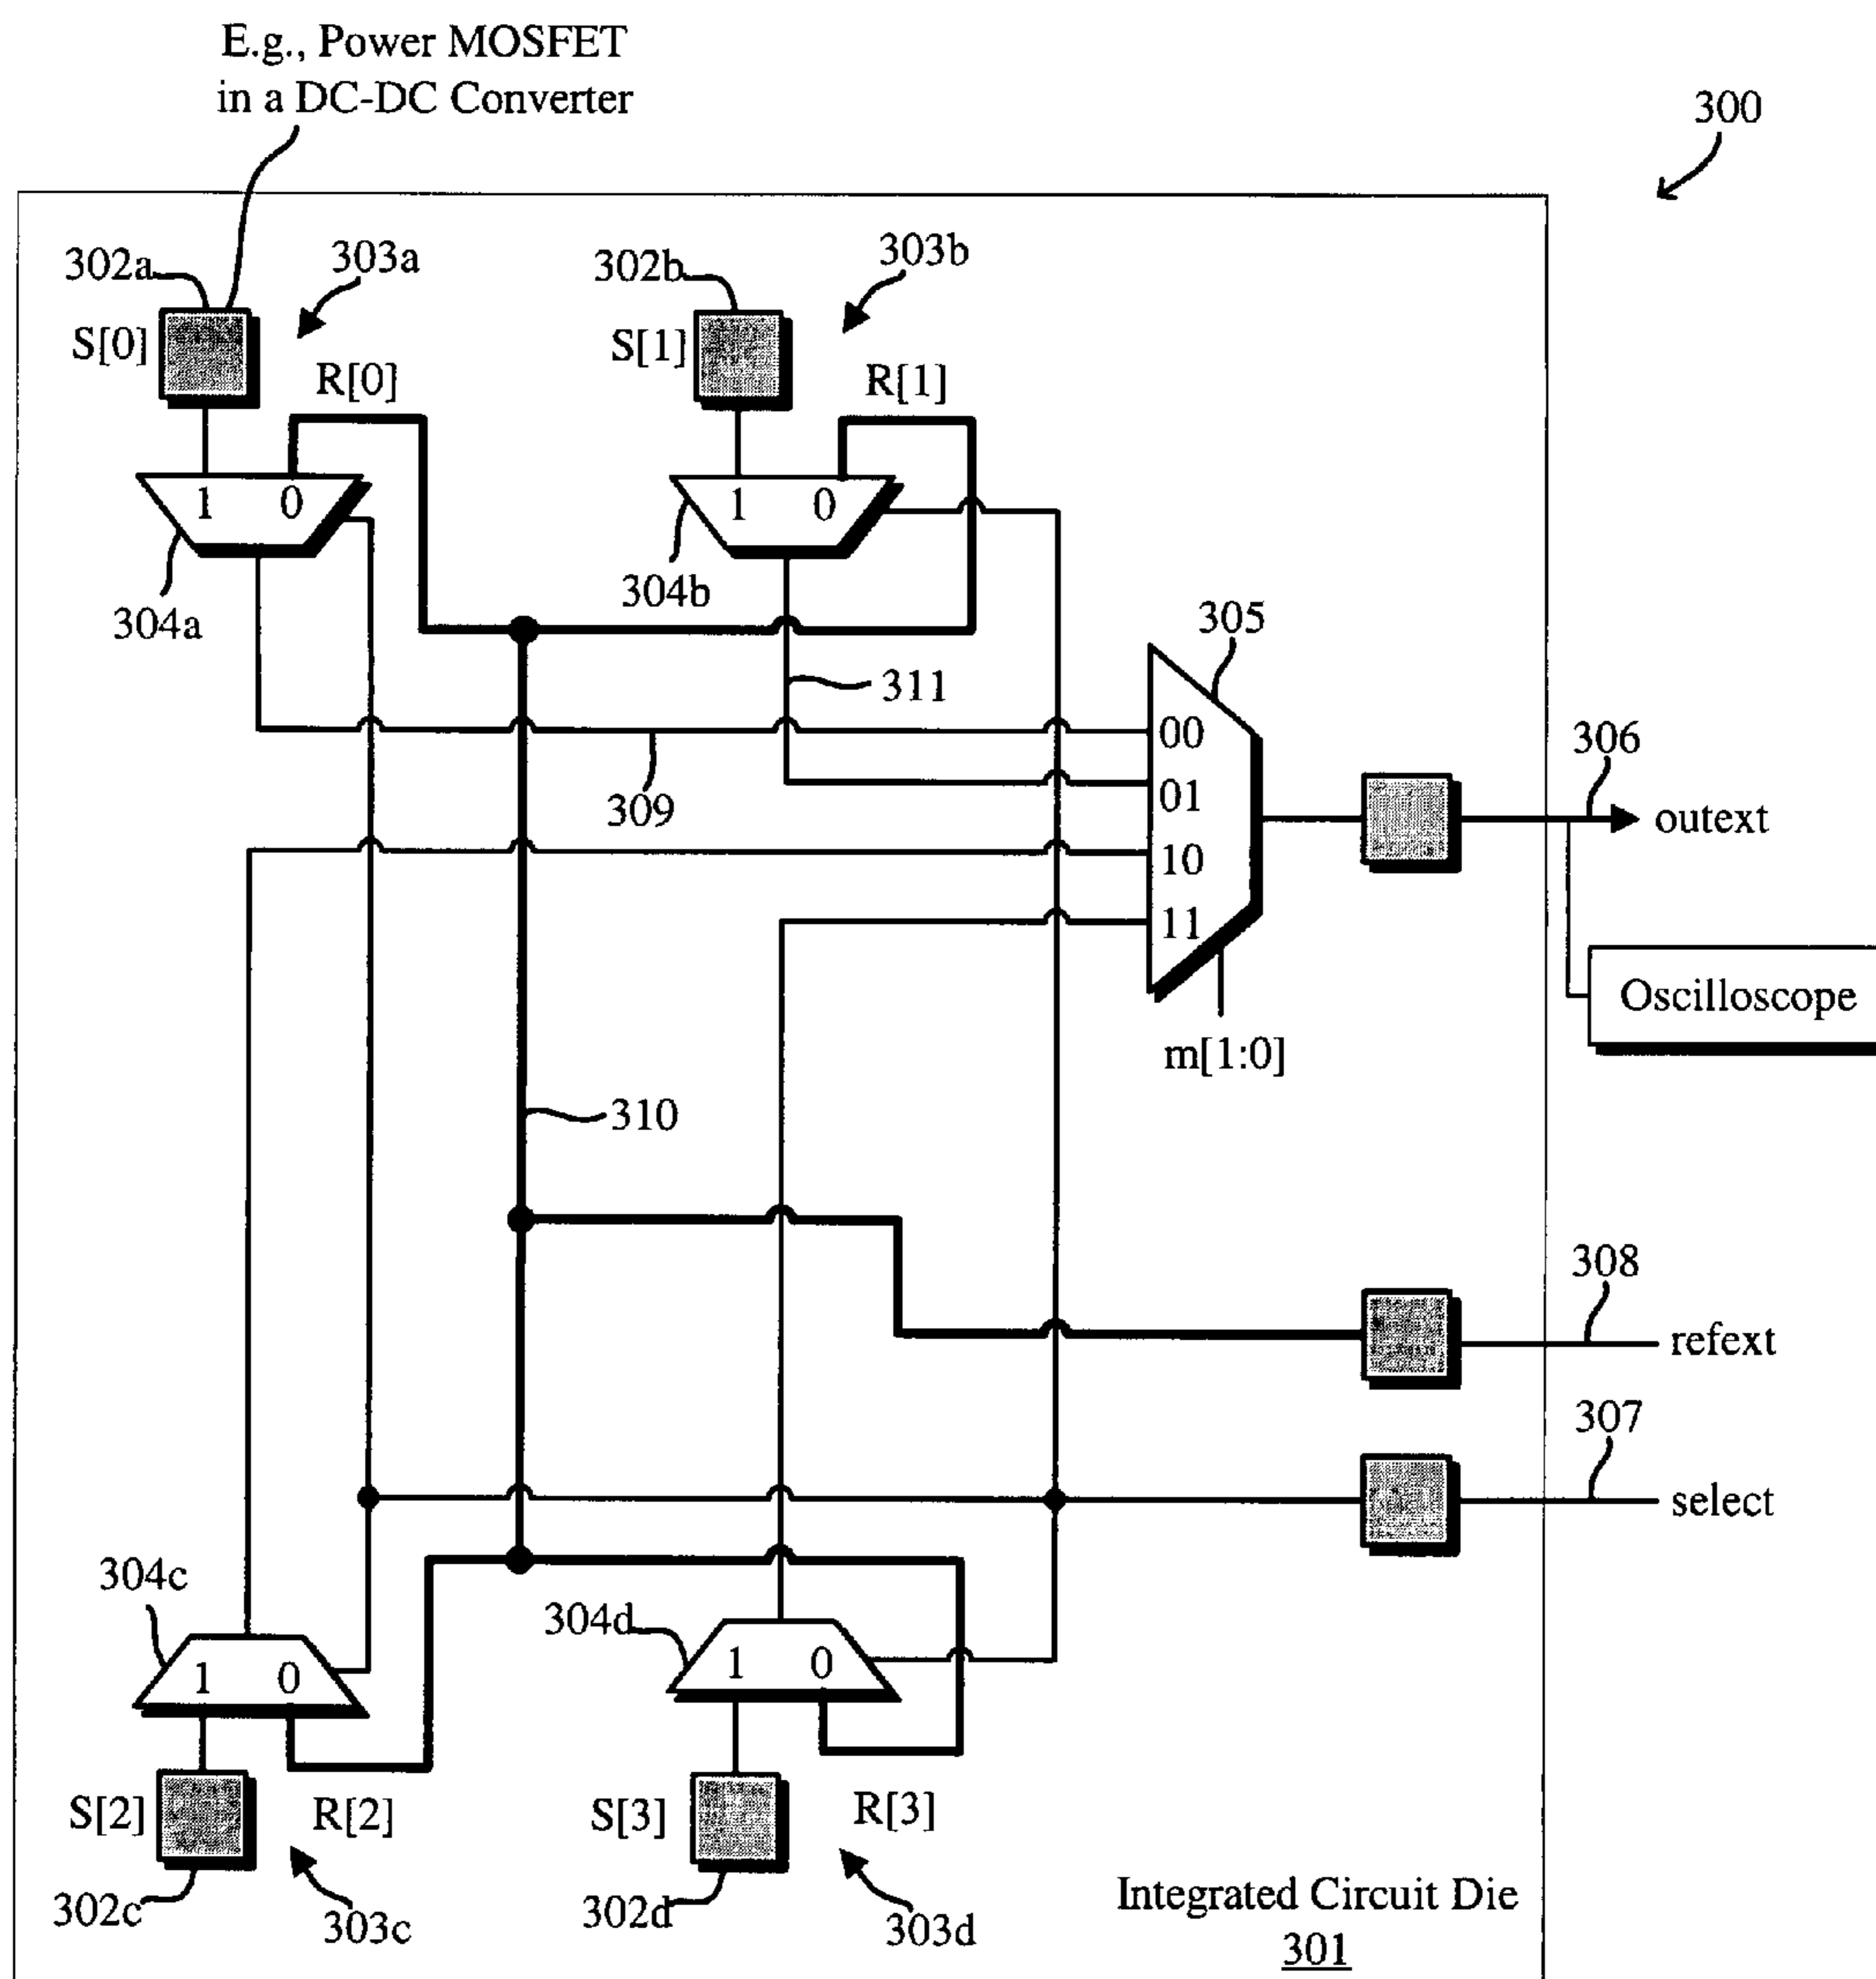 E.g., Power MOSFET
in a DC-DC Converter
300
302a
303a
302b
303b
S[0]
R[0]
S[1]
R[1]
1 0
1 0
304a
304b
305
311
00
309
01
306
outext
10
11
Oscilloscope
m[1:0]
310
308
refext
307
select
304c
304d
1 0
1 0
S[2]
R[2]
S[3]
R[3]
302c
303c
302d
303d
Integrated Circuit Die
301